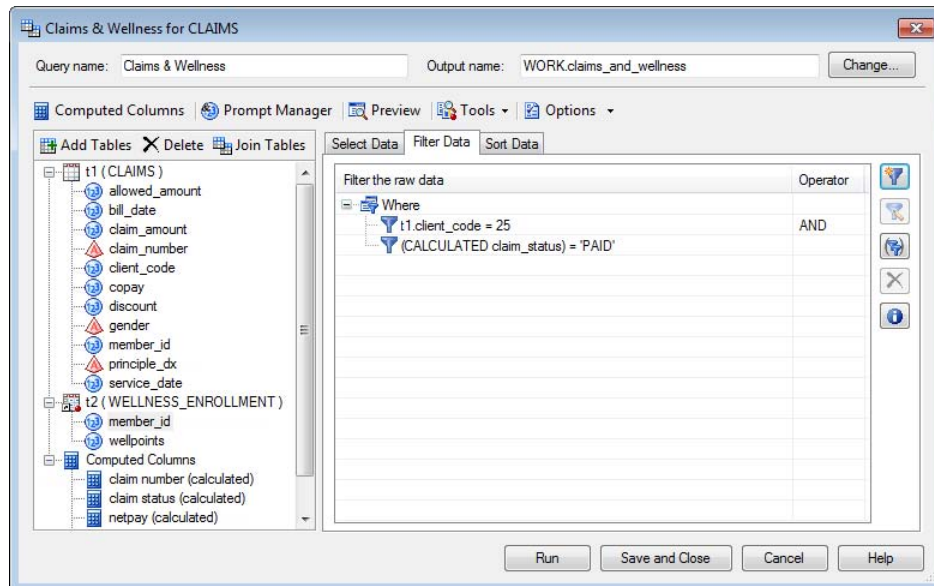 Claims & Wellness for CLAIMS
Query name: Claims & Wellness Output name: WORK.claims_and_wellness Change...
Computed Columns Prompt Manager Preview Tools Options
Add Tables Delete Join Tables Select Data Filter Data Sort Data
t1 (CLAIMS)
allowed_amount
bill_date
claim_amount
claim_number
client_code
copay
discount
gender
member_id
principle_dx
service_date
t2 (WELLNESS_ENROLLMENT)
member_id
wellpoints
Computed Columns
claim number (calculated)
claim status (calculated)
netpay (calculated)
Filter the raw data Operator
Where
t1.client_code = 25 AND
(CALCULATED claim_status) = 'PAID'
Run Save and Close Cancel Help